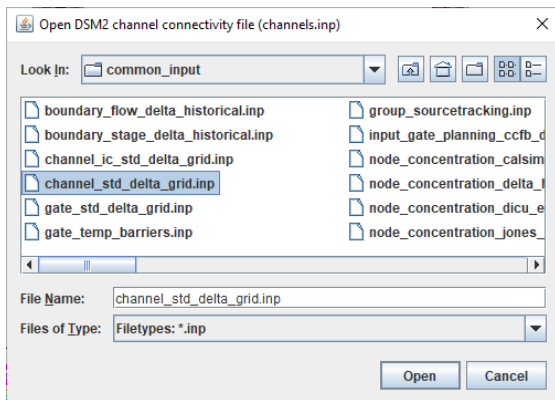 Open DSM2 channel connectivity file (channels.inp)
Look In: common_input
boundary_flow_delta_historical.inp
boundary_stage_delta_historical.inp
channel_ic_std_delta_grid.inp
channel_std_delta_grid.inp
gate_std_delta_grid.inp
gate_temp_barriers.inp
group_sourcetracking.inp
input_gate_planning_ccfb_d
node_concentration_calsim
node_concentration_delta_h
node_concentration_dicu_e
node_concentration_jones_
File Name: channel_std_delta_grid.inp
Files of Type: Filetypes: *.inp
Open Cancel